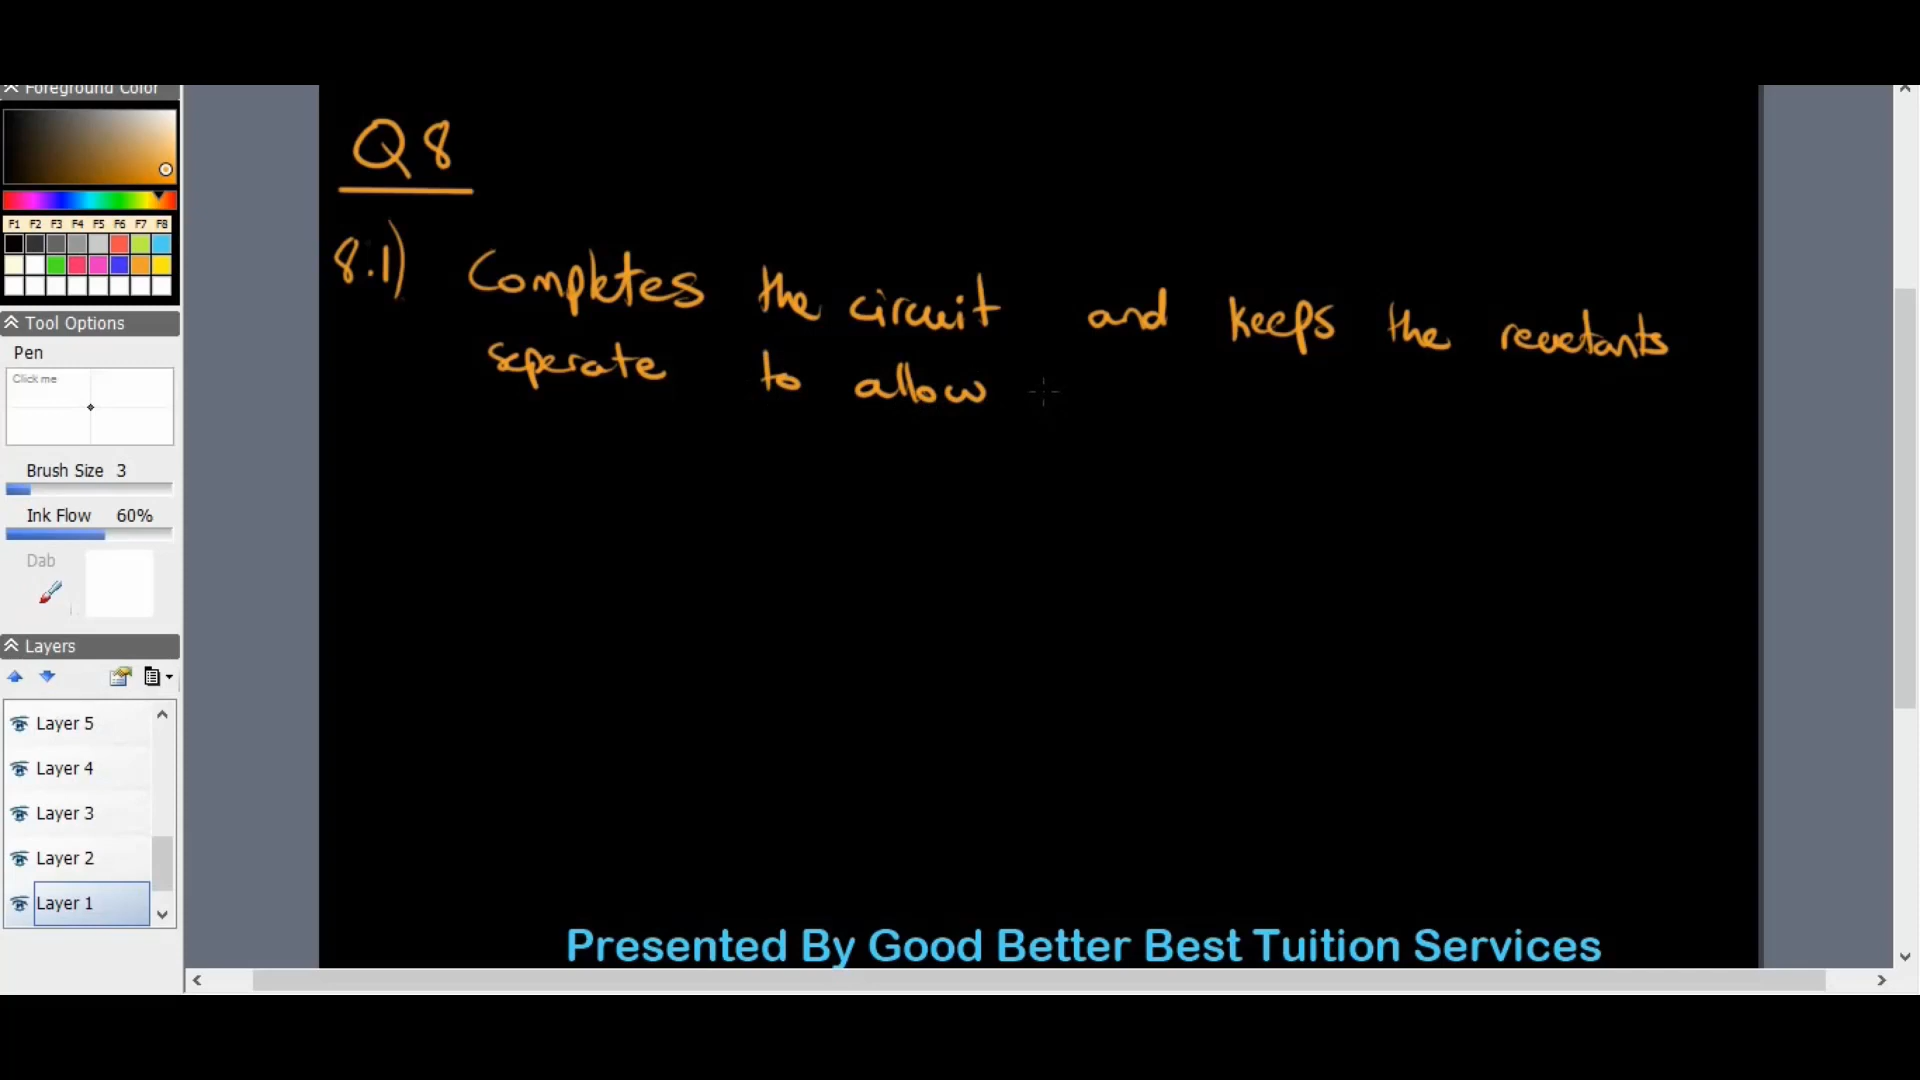 Foreground Color
F1 F2 F3 F4 F5 F6 F7 F8
Tool Options
Pen
Click me
Brush Size 3
Ink Flow 60%
Dab
Layers
Layer 5
Layer 4
Layer 3
Layer 2
Layer 1
Q8
8.1) Completes the circuit and keeps the reactants
seperate to allow
Presented By Good Better Best Tuition Services